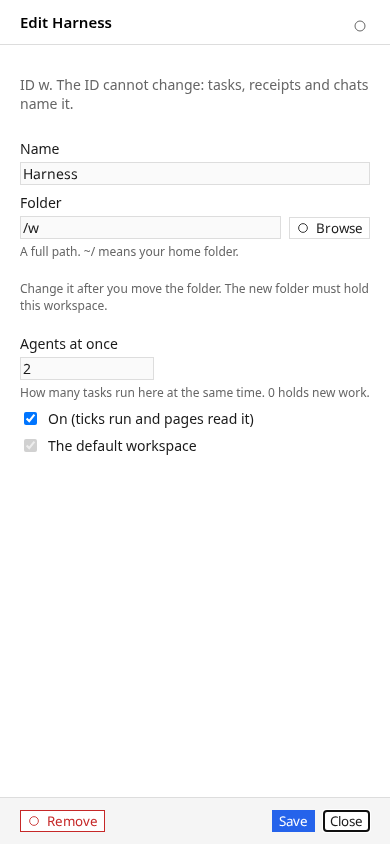 Edit Harness
ID w. The ID cannot change: tasks, receipts and chats
name it.
Name
Harness
Folder
/w
Browse
A full path. ~/ means your home folder.
Change it after you move the folder. The new folder must hold
this workspace.
Agents at once
2
How many tasks run here at the same time. 0 holds new work.
On (ticks run and pages read it)
The default workspace
Remove
Save
Close